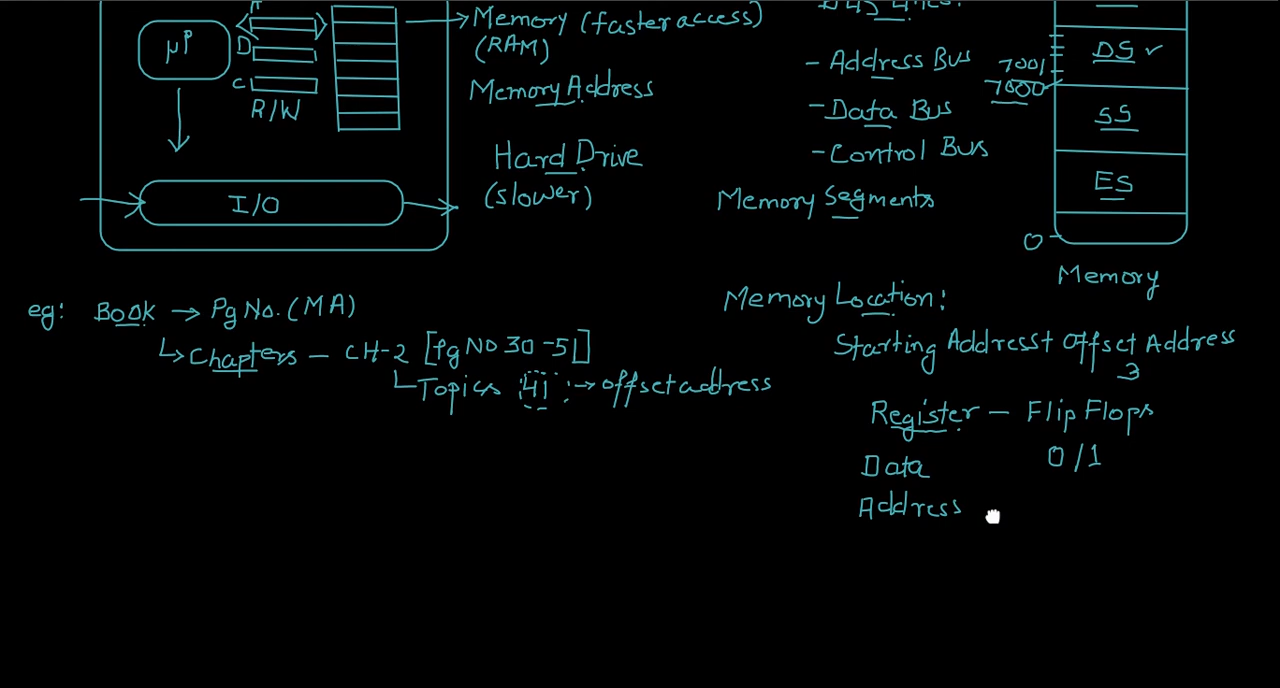 μP
A
D
C
R/W
I/O
Memory (faster access)
(RAM)
Memory Address
Hard Drive
(slower)
- Address Bus
- Data Bus
- Control Bus
Memory Segments
7001
7000
DS ✓
SS
ES
0
Memory
eg: Book → Pg No. (MA)
↳ Chapters - CH-2 [Pg NO 30-51]
Topics 41 : → offset address
Memory Location:
Starting Address + Offset Address
3
Register - Flip Flops
Data 0/1
Address